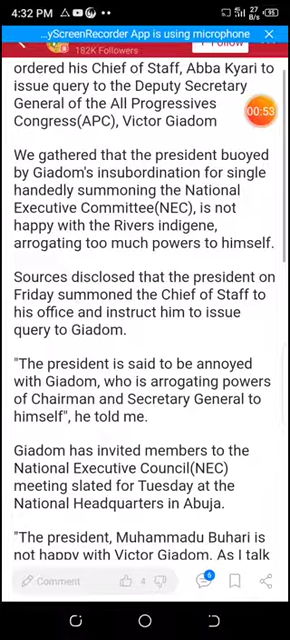 4:32 PM
27 B/s 95
...yScreenRecorder App is using microphone
182K Followers
+ Follow
ordered his Chief of Staff, Abba Kyari to
issue query to the Deputy Secretary
General of the All Progressives
Congress(APC), Victor Giadom
00:53
We gathered that the president buoyed
by Giadom's insubordination for single
handedly summoning the National
Executive Committee(NEC), is not
happy with the Rivers indigene,
arrogating too much powers to himself.
Sources disclosed that the president on
Friday summoned the Chief of Staff to
his office and instruct him to issue
query to Giadom.
"The president is said to be annoyed
with Giadom, who is arrogating powers
of Chairman and Secretary General to
himself", he told me.
Giadom has invited members to the
National Executive Council(NEC)
meeting slated for Tuesday at the
National Headquarters in Abuja.
"The president, Muhammadu Buhari is
not happy with Victor Giadom. As I talk
Comment
4
6